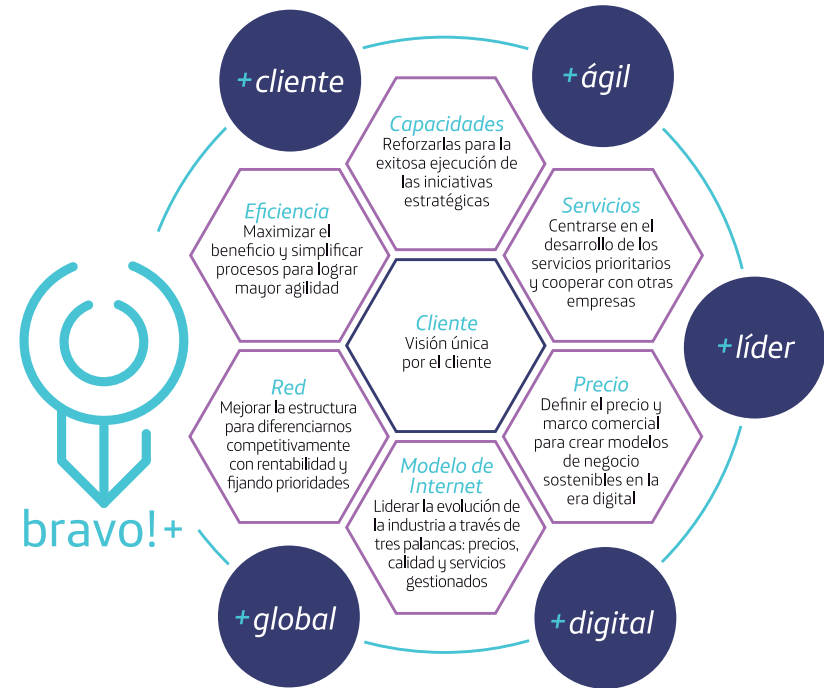 +cliente
+ágil
Capacidades
Reforzarlas para la
exitosa ejecución de
las iniciativas
estratégicas
Eficiencia
Maximizar el
beneficio y simplificar
procesos para lograr
mayor agilidad
Servicios
Centrarse en el
desarrollo de los
servicios prioritarios
y cooperar con otras
empresas
Cliente
Visión única
por el cliente
+líder
Red
Mejorar la estructura
para diferenciarnos
competitivamente
con rentabilidad y
fijando prioridades
Precio
Definir el precio y
marco comercial
para crear modelos
de negocio
sostenibles en la
era digital
Modelo de
Internet
Liderar la evolución de
la industria a través de
tres palancas: precios,
calidad y servicios
gestionados
bravo!+
+global
+digital